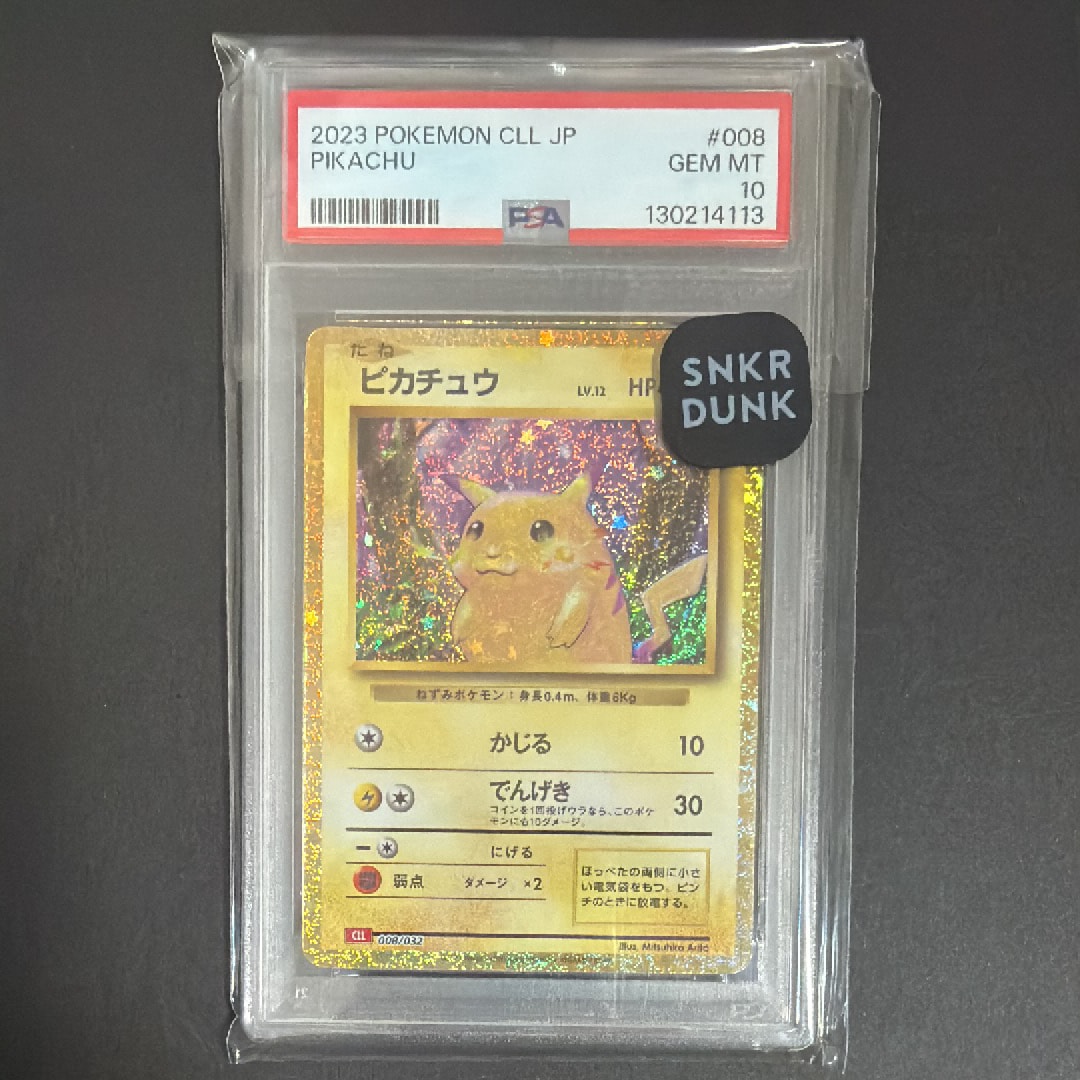 2023 POKEMON CLL JP #008
PIKACHU GEM MT
10
PSA 130214113
たね
ピカチュウ LV.12 HP
SNKR
DUNK
ねずみポケモン:身長0.4m、体重6Kg
かじる 10
でんげき 30
コインを1回投げウラなら、このポケ
モンにも10ダメージ。
にげる
弱点 ダメージ ×2
ほっぺたの両側に小さ
い電気袋をもつ。ピン
チのときに放電する。
CLL 008/032
Illus. Mitsuhiro Arita